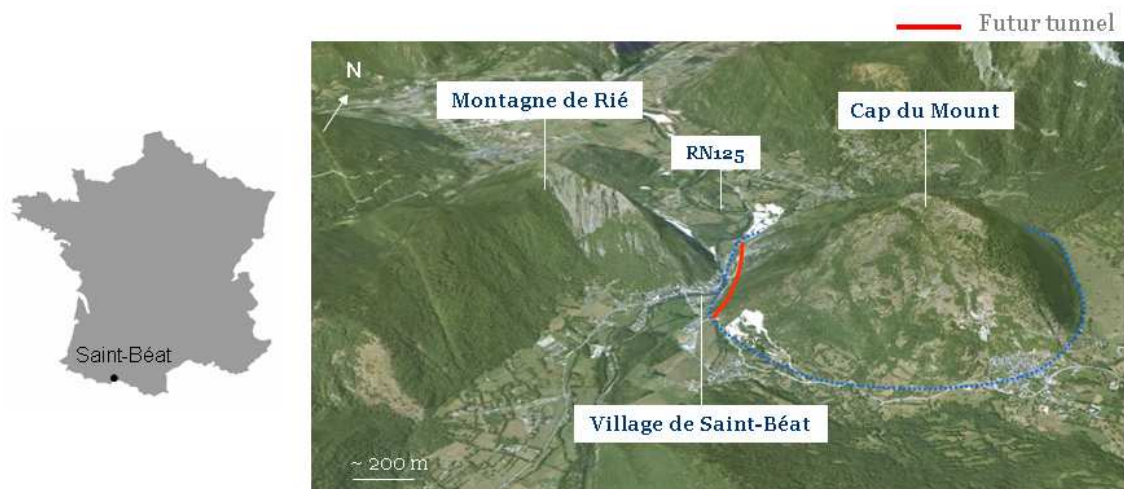 Futur tunnel
N
Montagne de Rié
Cap du Mount
RN125
Saint-Béat
Village de Saint-Béat
~ 200 m